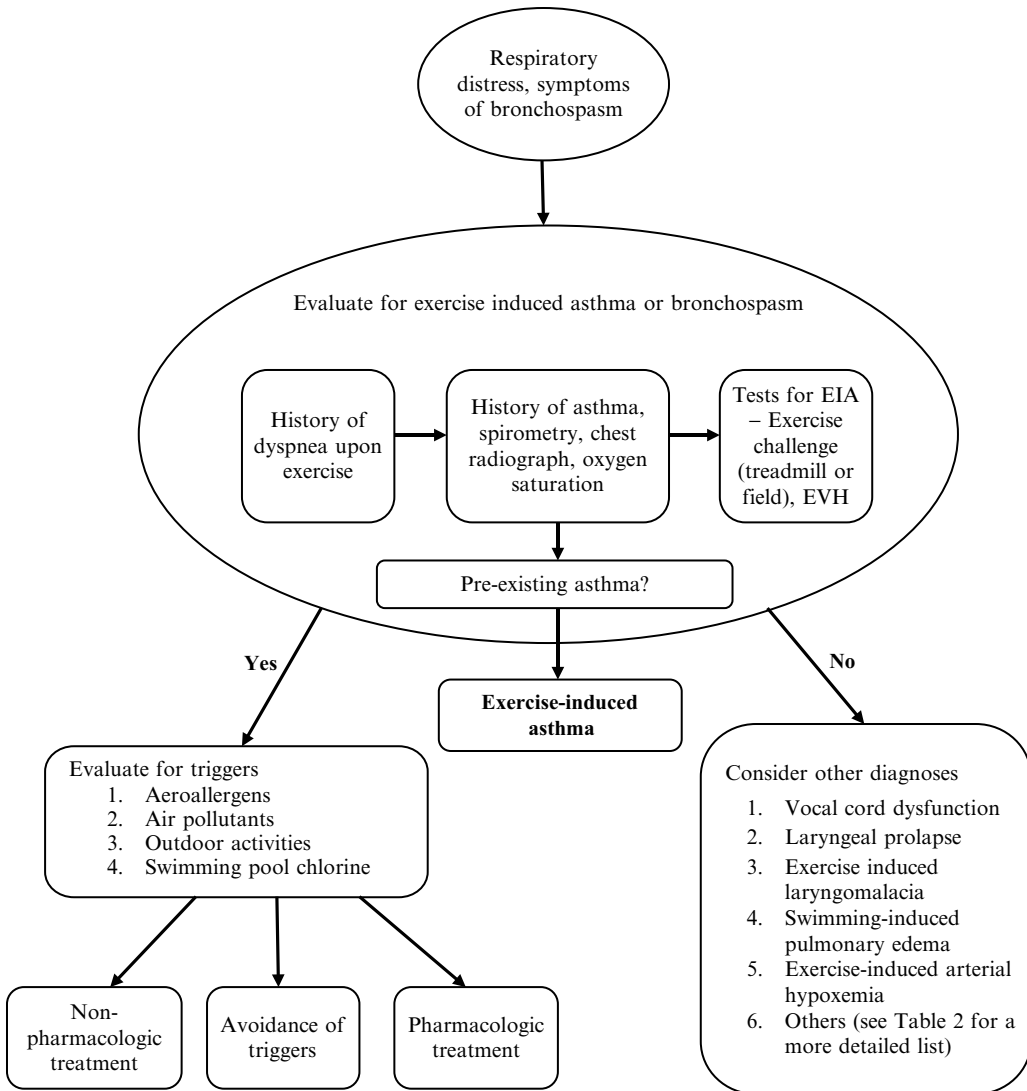 Respiratory
distress, symptoms
of bronchospasm
Evaluate for exercise induced asthma or bronchospasm
History of
dyspnea upon
exercise
History of asthma,
spirometry, chest
radiograph, oxygen
saturation
Tests for EIA
– Exercise
challenge
(treadmill or
field), EVH
Pre-existing asthma?
Yes
No
Exercise-induced
asthma
Evaluate for triggers
1. Aeroallergens
2. Air pollutants
3. Outdoor activities
4. Swimming pool chlorine
Consider other diagnoses
1. Vocal cord dysfunction
2. Laryngeal prolapse
3. Exercise induced
laryngomalacia
4. Swimming-induced
pulmonary edema
5. Exercise-induced arterial
hypoxemia
6. Others (see Table 2 for a
more detailed list)
Non-
pharmacologic
treatment
Avoidance of
triggers
Pharmacologic
treatment